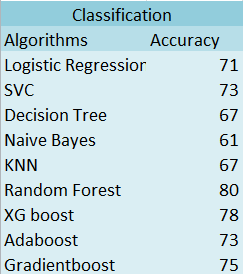 Classification
Algorithms Accuracy
Logistic Regression 71
SVC 73
Decision Tree 67
Naive Bayes 61
KNN 67
Random Forest 80
XG boost 78
Adaboost 73
Gradientboost 75